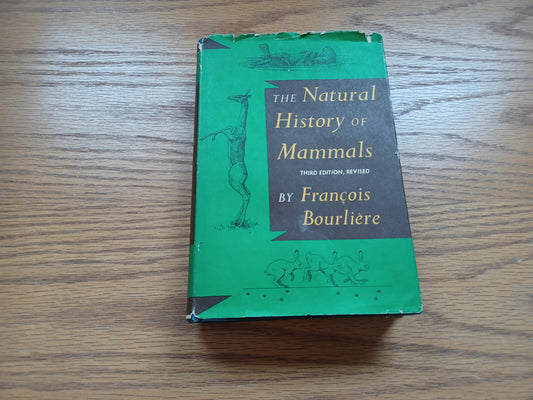 THE Natural
History OF
Mammals
THIRD EDITION, REVISED
BY François
Bourlière